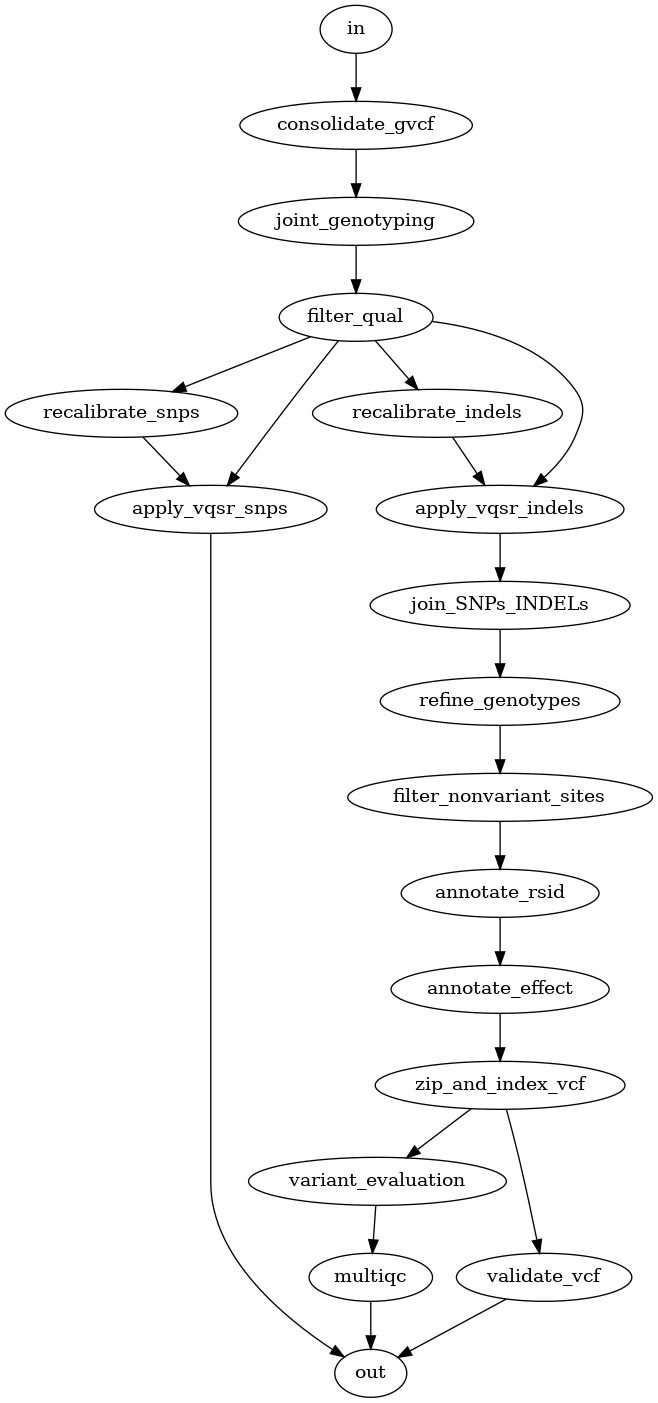 in
consolidate_gvcf
joint_genotyping
filter_qual
recalibrate_snps
recalibrate_indels
apply_vqsr_snps
apply_vqsr_indels
join_SNPs_INDELs
refine_genotypes
filter_nonvariant_sites
annotate_rsid
annotate_effect
zip_and_index_vcf
variant_evaluation
multiqc
validate_vcf
out